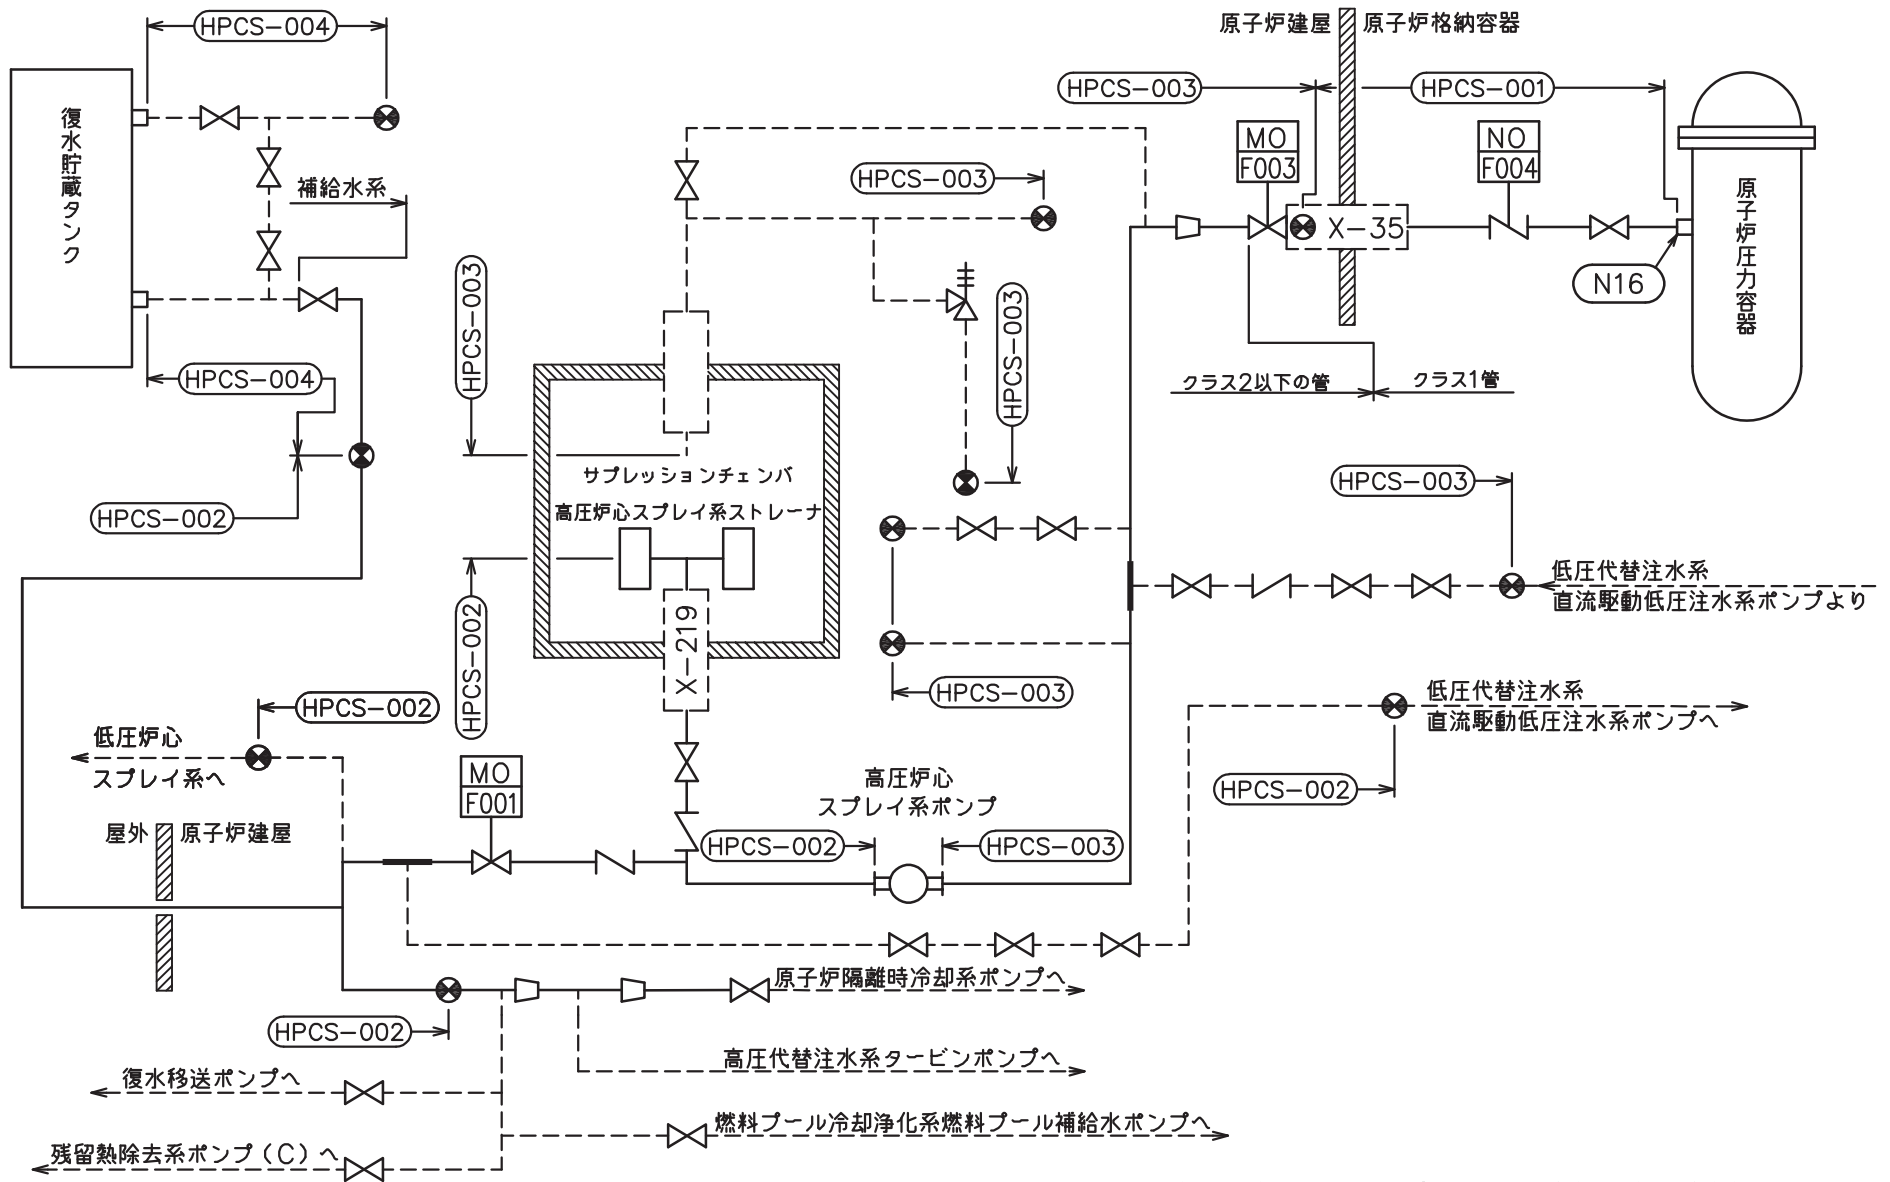 HPCS-004
原子炉建屋
原子炉格納容器
HPCS-003
HPCS-001
復水貯蔵タンク
MO
F003
NO
F004
HPCS-003
補給水系
原子炉圧力容器
X-35
N16
HPCS-003
HPCS-003
HPCS-004
クラス2以下の管
クラス1管
サプレッションチェンバ
高圧炉心スプレイ系ストレーナ
HPCS-002
HPCS-003
低圧代替注水系
直流駆動低圧注水系ポンプより
HPCS-002
X-219
HPCS-003
HPCS-002
低圧代替注水系
直流駆動低圧注水系ポンプへ
低圧炉心
スプレイ系へ
MO
F001
高圧炉心
スプレイ系ポンプ
HPCS-002
屋外
原子炉建屋
HPCS-002
HPCS-003
原子炉隔離時冷却系ポンプへ
HPCS-002
高圧代替注水系タービンポンプへ
復水移送ポンプへ
燃料プール冷却浄化系燃料プール補給水ポンプへ
残留熱除去系ポンプ(C)へ